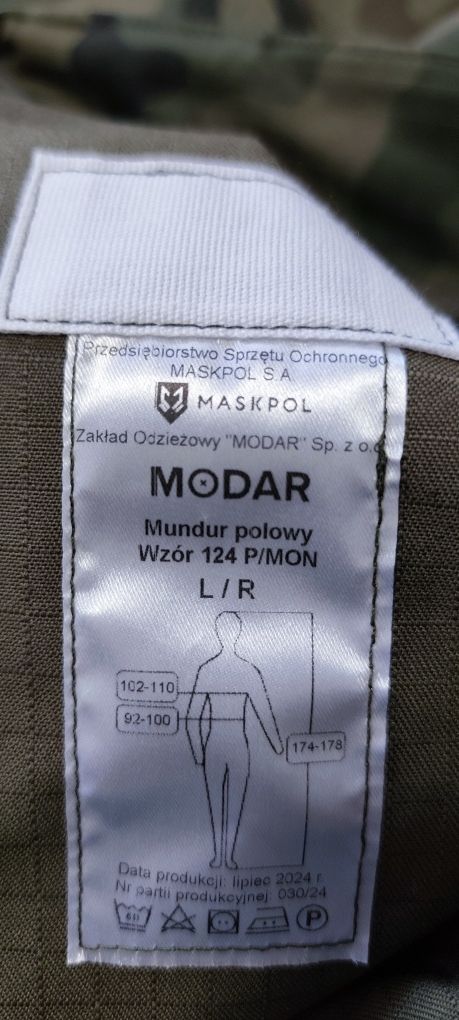 Przedsiębiorstwo Sprzętu Ochronnego
MASKPOL S.A
MASKPOL
Zakład Odzieżowy "MODAR" Sp. z o.o
MODAR
Mundur polowy
Wzór 124 P/MON
L / R
102-110
92-100
174-178
Data produkcji: lipiec 2024 r.
Nr partii produkcyjnej: 030/24
60
P